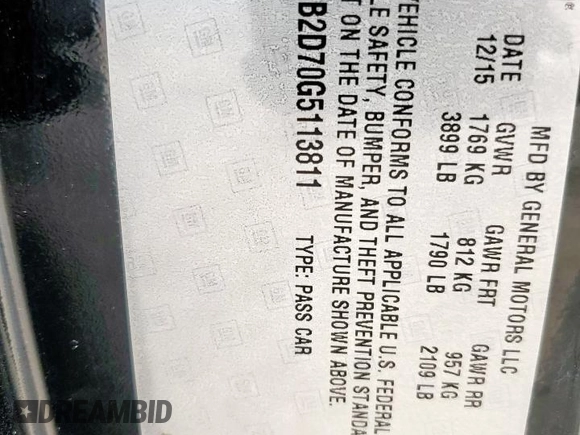 MFD BY GENERAL MOTORS LLC
DATE GVWR GAWR FRT GAWR RR
12/15 1769 KG 812 KG 957 KG
3899 LB 1790 LB 2109 LB
VEHICLE CONFORMS TO ALL APPLICABLE U.S. FEDERAL
LE SAFETY, BUMPER, AND THEFT PREVENTION STANDA
T ON THE DATE OF MANUFACTURE SHOWN ABOVE.
B2D70G5113811 TYPE: PASS CAR
GM
DREAMBID